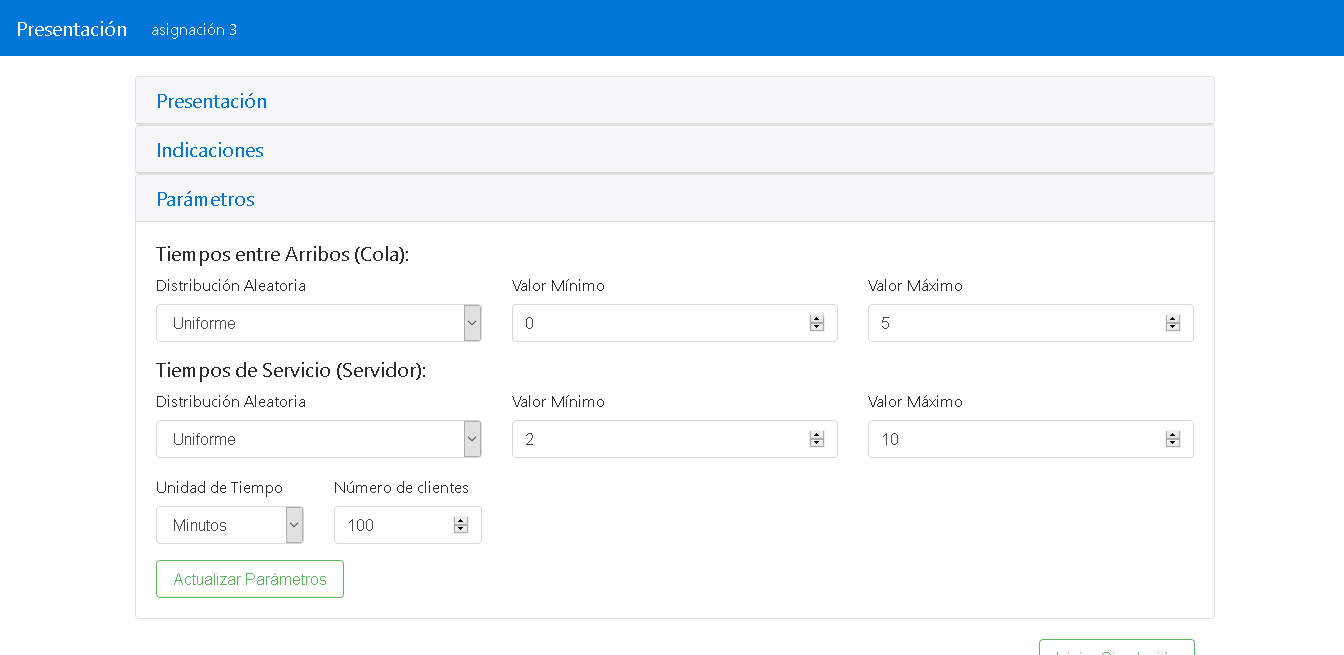 Presentación asignación 3
Presentación
Indicaciones
Parámetros
Tiempos entre Arribos (Cola):
Distribución Aleatoria Valor Mínimo Valor Máximo
Uniforme 0 5
Tiempos de Servicio (Servidor):
Distribución Aleatoria Valor Mínimo Valor Máximo
Uniforme 2 10
Unidad de Tiempo Número de clientes
Minutos 100
Actualizar Parámetros